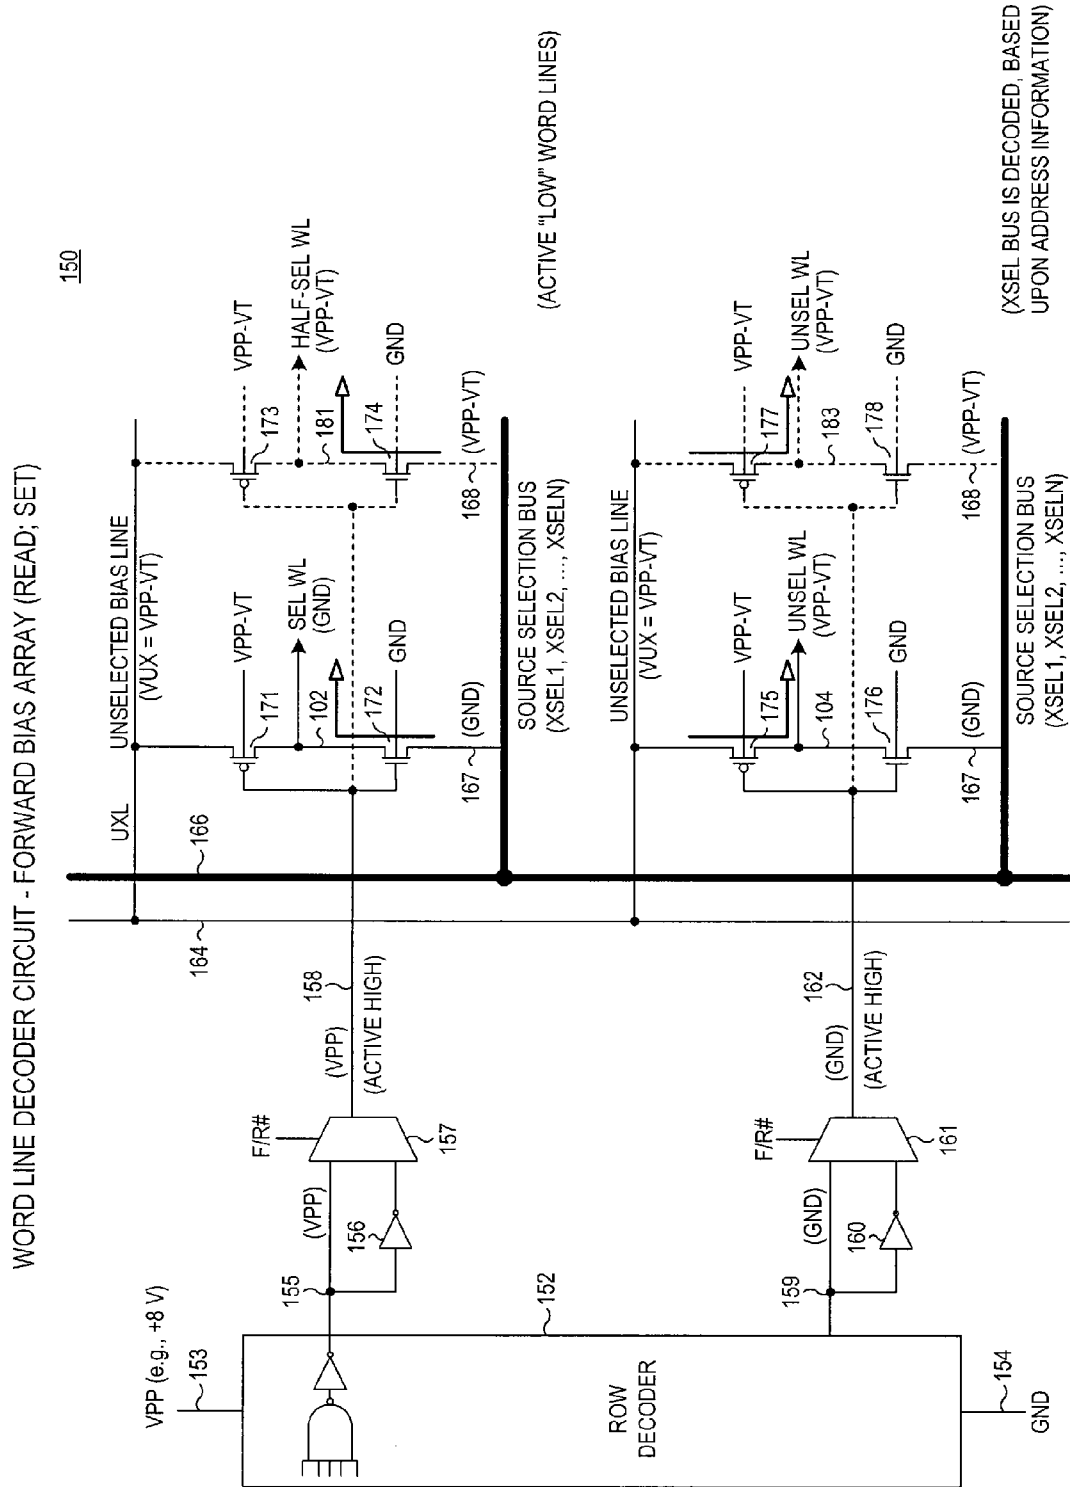 WORD LINE DECODER CIRCUIT - FORWARD BIAS ARRAY (READ; SET)
150
VPP (e.g., +8 V)
153
152
ROW
DECODER
154
GND
155
(VPP)
156
F/R#
157
(VPP)
158
(ACTIVE HIGH)
159
(GND)
160
F/R#
161
(GND)
162
(ACTIVE HIGH)
164
166
UXL
UNSELECTED BIAS LINE
(VUX = VPP-VT)
VPP-VT
171
SEL WL
(GND)
102
172
GND
167
(GND)
VPP-VT
173
HALF-SEL WL
(VPP-VT)
181
174
GND
168
(VPP-VT)
SOURCE SELECTION BUS
(XSEL1, XSEL2, ..., XSELN)
(ACTIVE "LOW" WORD LINES)
UNSELECTED BIAS LINE
(VUX = VPP-VT)
VPP-VT
175
UNSEL WL
(VPP-VT)
104
176
GND
167
(GND)
VPP-VT
177
UNSEL WL
(VPP-VT)
183
178
GND
168
(VPP-VT)
SOURCE SELECTION BUS
(XSEL1, XSEL2, ..., XSELN)
(XSEL BUS IS DECODED, BASED
UPON ADDRESS INFORMATION)